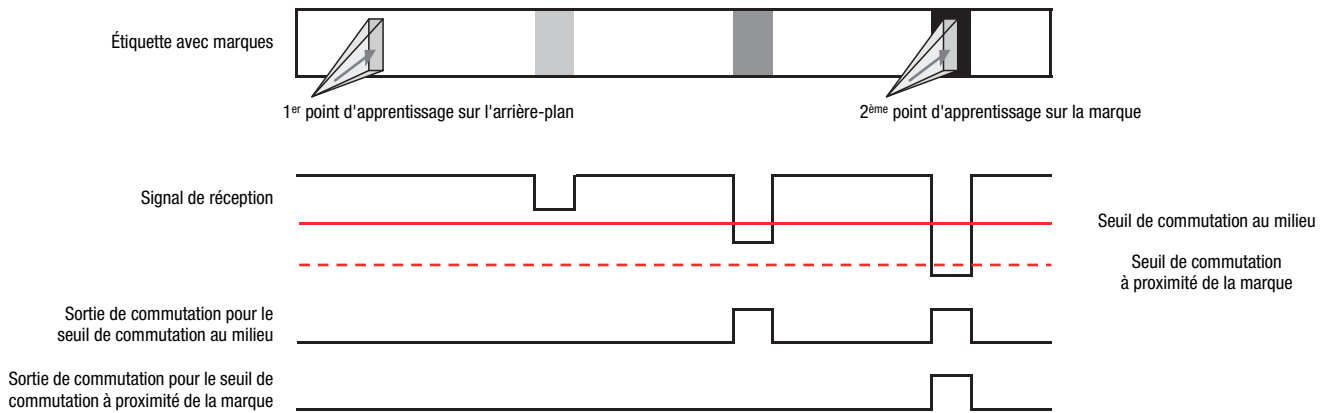 Étiquette avec marques
1er point d'apprentissage sur l'arrière-plan
2ème point d'apprentissage sur la marque
Signal de réception
Seuil de commutation au milieu
Seuil de commutation
à proximité de la marque
Sortie de commutation pour le
seuil de commutation au milieu
Sortie de commutation pour le seuil de
commutation à proximité de la marque